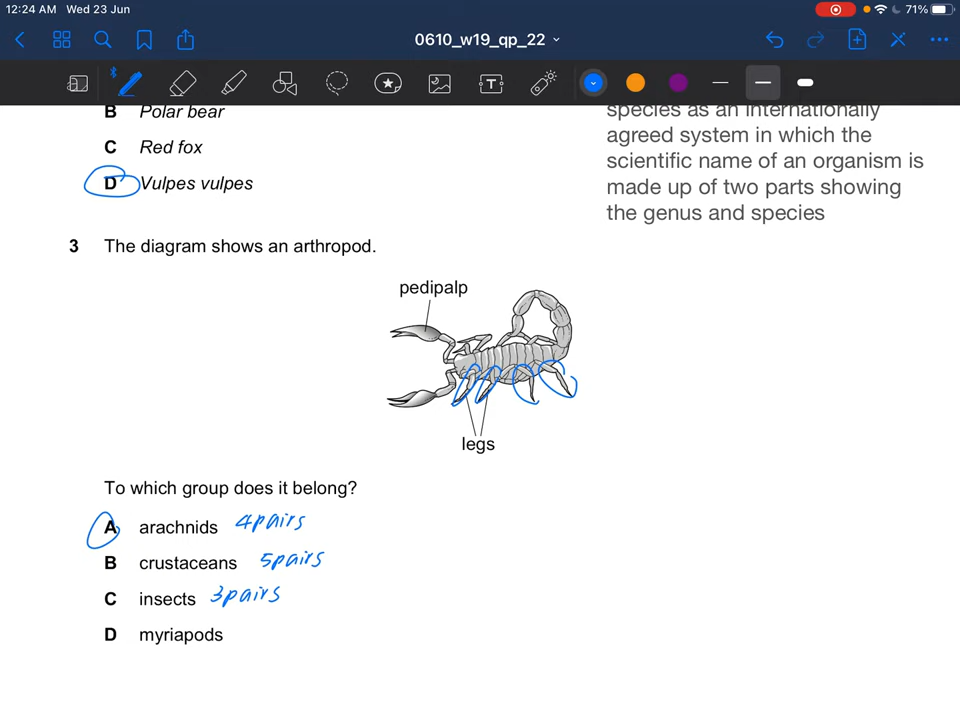 12:24 AM Wed 23 Jun
71%
0610_w19_qp_22
T
B Polar bear
C Red fox
D Vulpes vulpes
species as an internationally
agreed system in which the
scientific name of an organism is
made up of two parts showing
the genus and species
3 The diagram shows an arthropod.
pedipalp
legs
To which group does it belong?
A arachnids 4pairs
B crustaceans 5pairs
C insects 3pairs
D myriapods